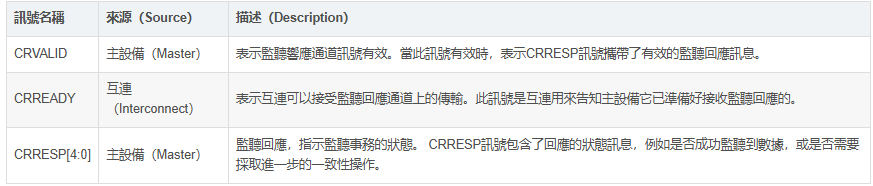 訊號名稱 來源（Source） 描述（Description）
CRVALID 主設備（Master） 表示監聽響應通道訊號有效。當此訊號有效時，表示CRRESP訊號攜帶了有效的監聽回應訊息。
CRREADY 互連（Interconnect） 表示互連可以接受監聽回應通道上的傳輸。此訊號是互連用來告知主設備它已準備好接收監聽回應的。
CRRESP[4:0] 主設備（Master） 監聽回應，指示監聽事務的狀態。 CRRESP訊號包含了回應的狀態訊息，例如是否成功監聽到數據，或是否需要
採取進一步的一致性操作。